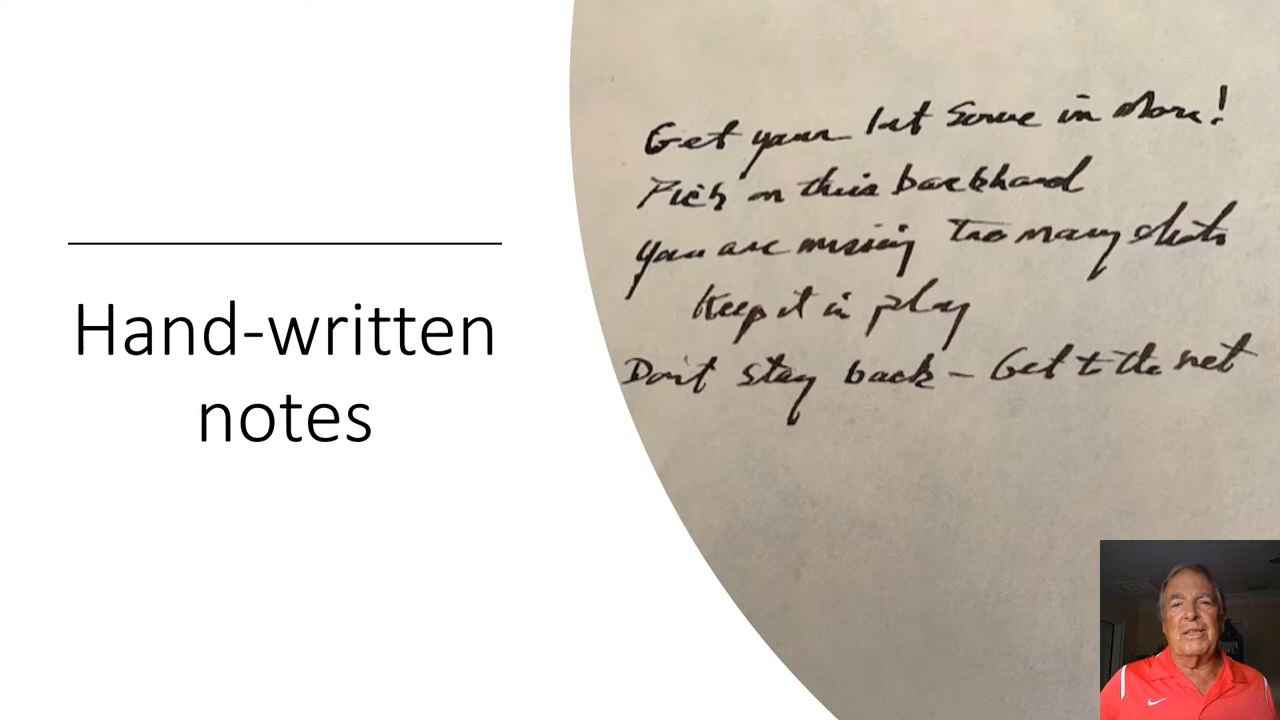 Hand-written
notes
Get your 1st Serve in More!
Pick on this backhand
You are missing too many shots
Keep it in play
Don't stay back - Get to the net